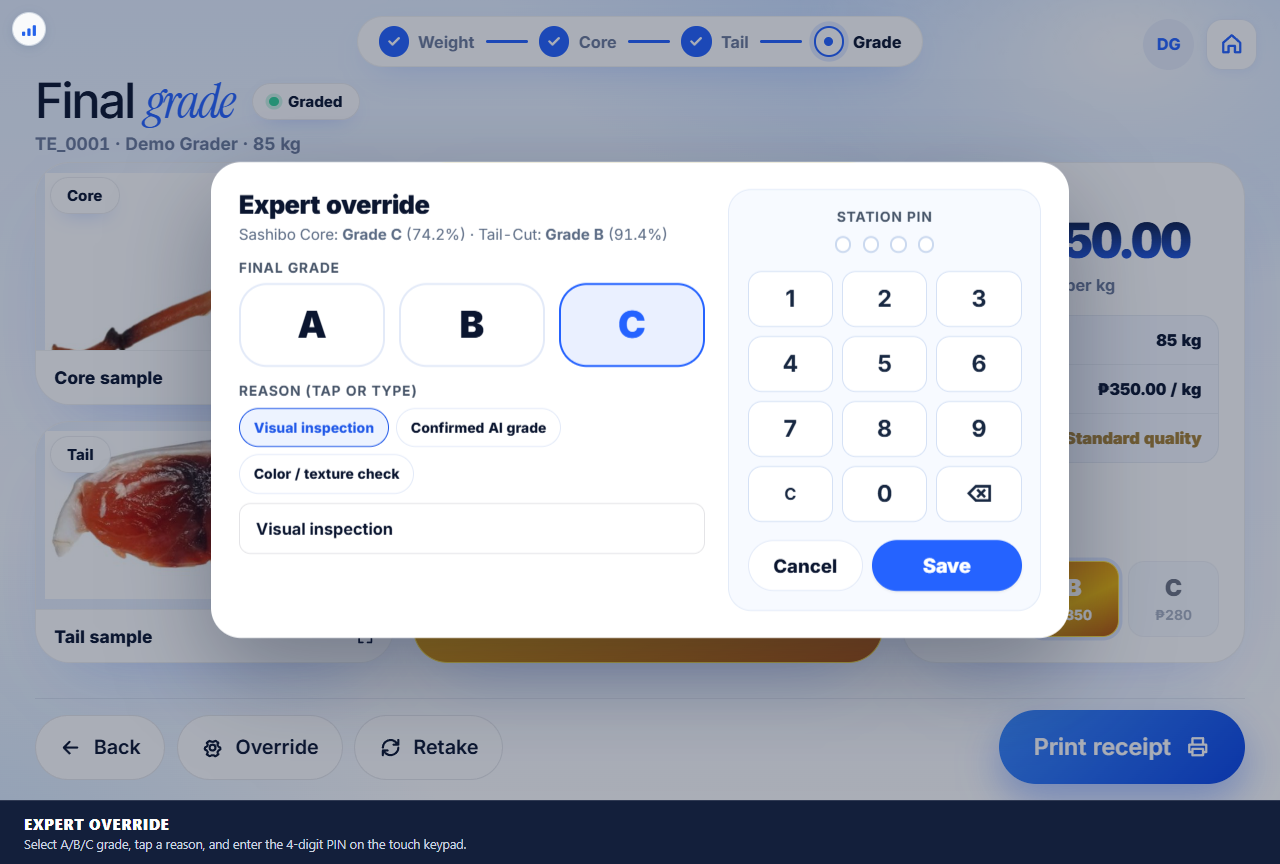 Weight
Core
Tail
Grade
DG
Final grade
Graded
TE_0001 · Demo Grader · 85 kg
Core
Core sample
Tail
Tail sample
Expert override
Sashibo Core: Grade C (74.2%) · Tail-Cut: Grade B (91.4%)
FINAL GRADE
A
B
C
REASON (TAP OR TYPE)
Visual inspection
Confirmed AI grade
Color / texture check
Visual inspection
STATION PIN
1 2 3
4 5 6
7 8 9
C 0
Cancel
Save
50.00
per kg
85 kg
₱350.00 / kg
Standard quality
B
350
C
₱280
Back
Override
Retake
Print receipt
EXPERT OVERRIDE
Select A/B/C grade, tap a reason, and enter the 4-digit PIN on the touch keypad.